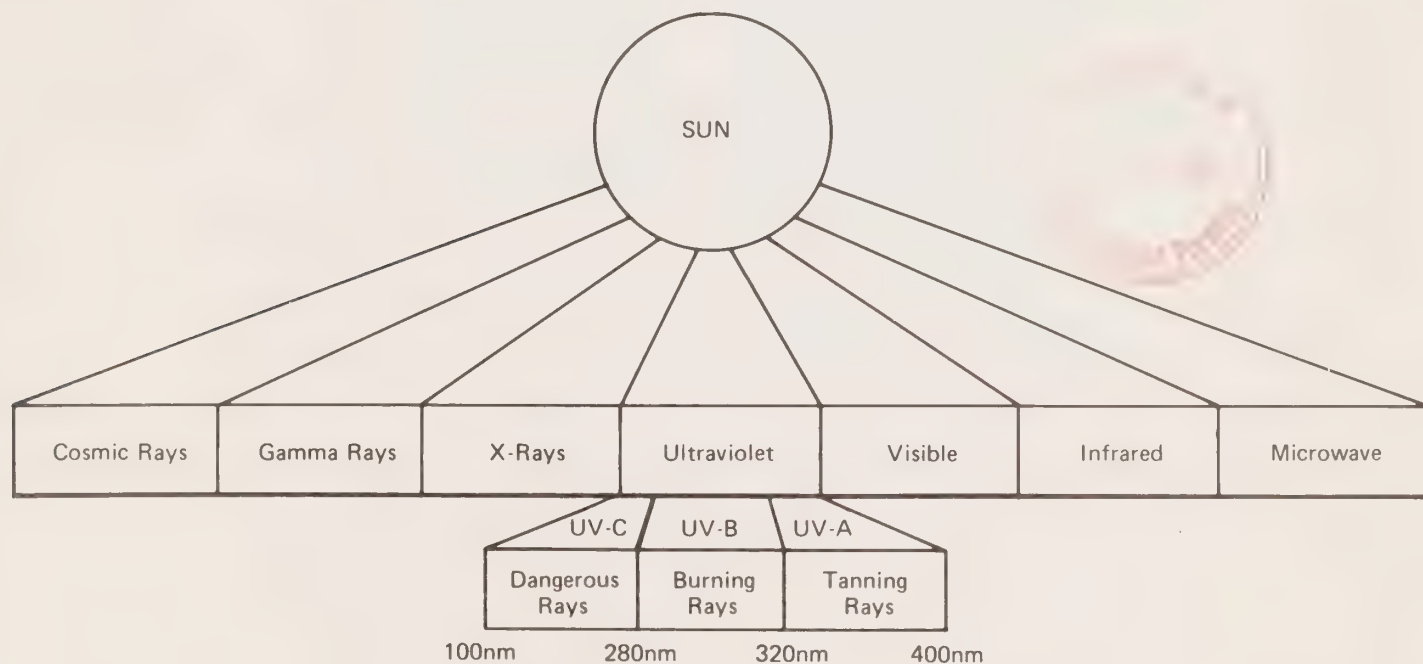 SUN
Cosmic Rays
Gamma Rays
X-Rays
Ultraviolet
Visible
Infrared
Microwave
UV-C
UV-B
UV-A
Dangerous
Rays
Burning
Rays
Tanning
Rays
100nm
280nm
320nm
400nm